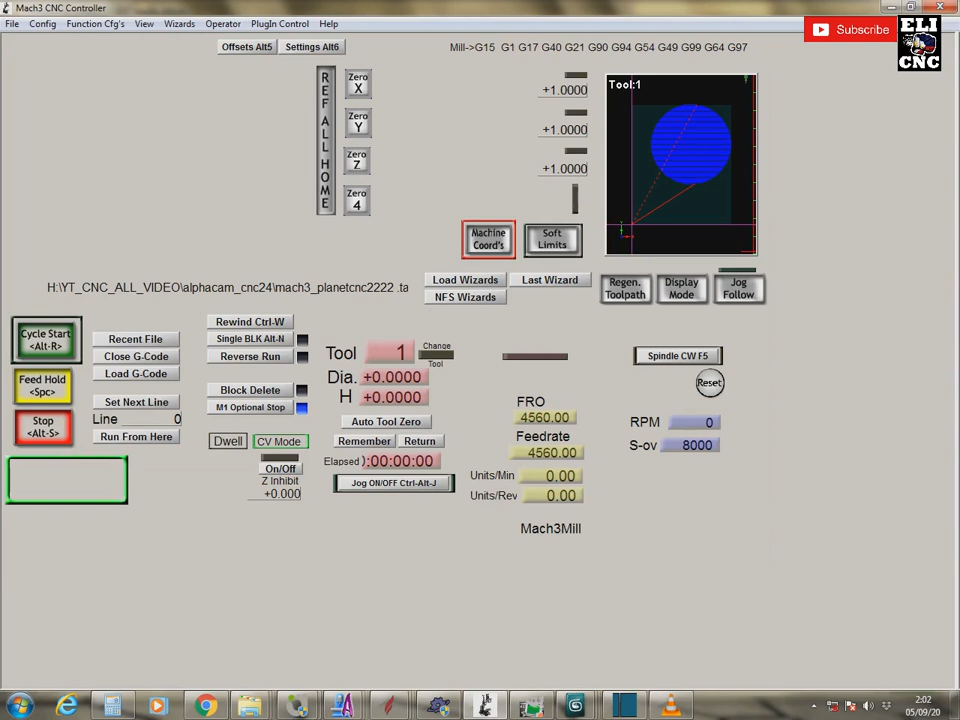 Mach3 CNC Controller
File Config Function Cfg's View Wizards Operator PlugIn Control Help
Subscribe
ELI
CNC
Offsets Alt5 Settings Alt6
Mill->G15 G1 G17 G40 G21 G90 G94 G54 G49 G99 G64 G97
REF ALL HOME
Zero
X
Zero
Y
Zero
Z
Zero
4
+1.0000
+1.0000
+1.0000
Tool:1
Machine
Coord's
Soft
Limits
H:\YT_CNC_ALL_VIDEO\alphacam_cnc24\mach3_planetcnc2222 .ta
Load Wizards Last Wizard
NFS Wizards
Regen.
Toolpath
Display
Mode
Jog
Follow
Cycle Start
<Alt-R>
Feed Hold
<Spc>
Stop
<Alt-S>
Recent File
Close G-Code
Load G-Code
Set Next Line
Line 0
Run From Here
Rewind Ctrl-W
Single BLK Alt-N
Reverse Run
Block Delete
M1 Optional Stop
Dwell CV Mode
On/Off
Z Inhibit
+0.000
Tool 1 Change
Tool
Dia. +0.0000
H +0.0000
Auto Tool Zero
Remember Return
Elapsed ):00:00:00
Jog ON/OFF Ctrl-Alt-J
FRO
4560.00
Feedrate
4560.00
Units/Min 0.00
Units/Rev 0.00
Mach3Mill
Spindle CW F5
Reset
RPM 0
S-ov 8000
2:02
05/09/20